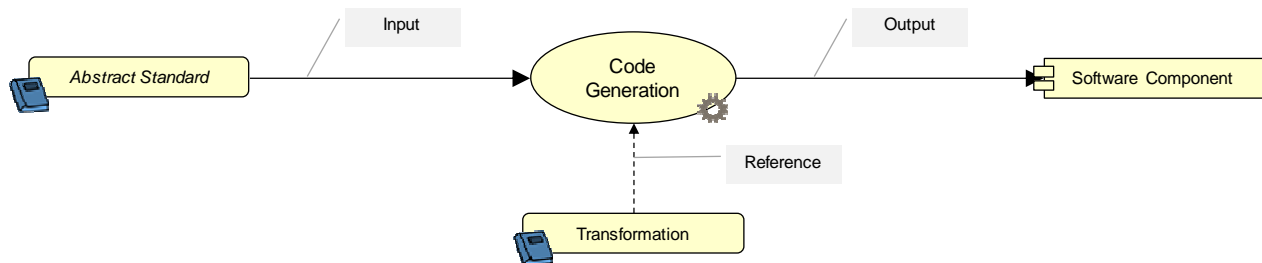 Input
Output
Abstract Standard
Code
Generation
Software Component
Reference
Transformation